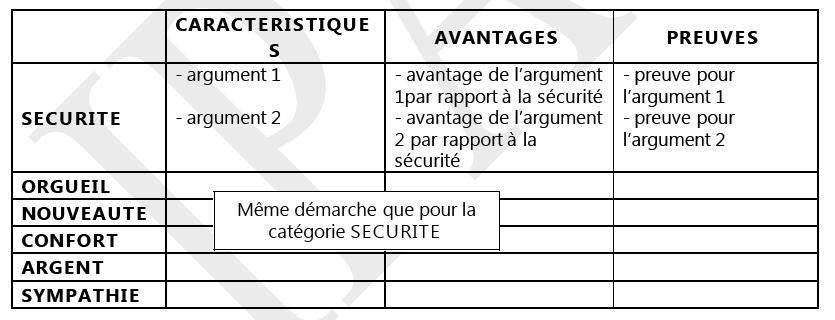 CARACTERISTIQUE
S
AVANTAGES
PREUVES
SECURITE
- argument 1
- argument 2
- avantage de l’argument
1par rapport à la sécurité
- avantage de l’argument
2 par rapport à la
sécurité
- preuve pour
l’argument 1
- preuve pour
l’argument 2
ORGUEIL
NOUVEAUTE
CONFORT
ARGENT
SYMPATHIE
Même démarche que pour la
catégorie SECURITE
IPA